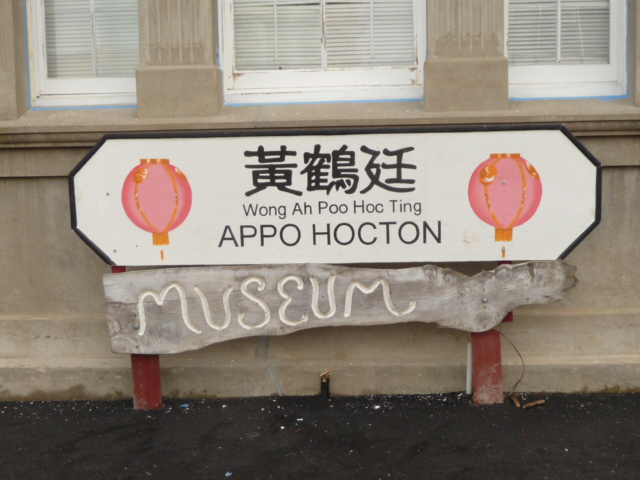 黃鶴廷
Wong Ah Poo Hoc Ting
APPO HOCTON
MUSEUM